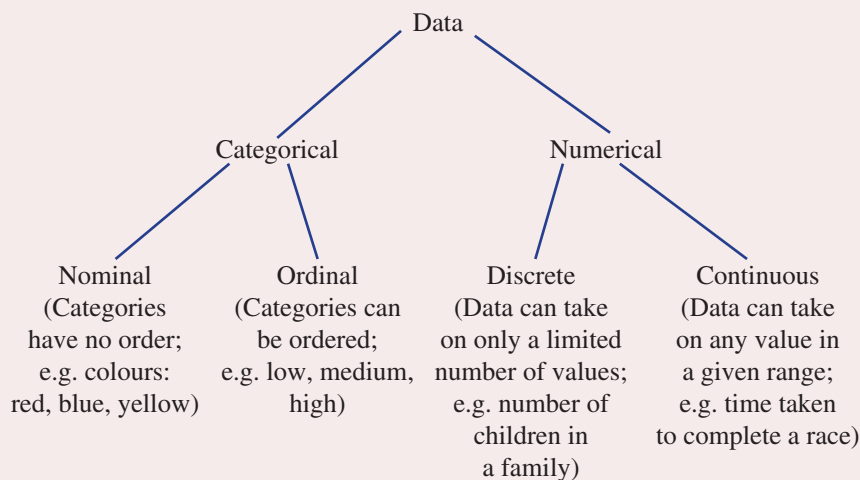 Data
Categorical
Numerical
Nominal
(Categories
have no order;
e.g. colours:
red, blue, yellow)
Ordinal
(Categories can
be ordered;
e.g. low, medium,
high)
Discrete
(Data can take
on only a limited
number of values;
e.g. number of
children in
a family)
Continuous
(Data can take
on any value in
a given range;
e.g. time taken
to complete a race)